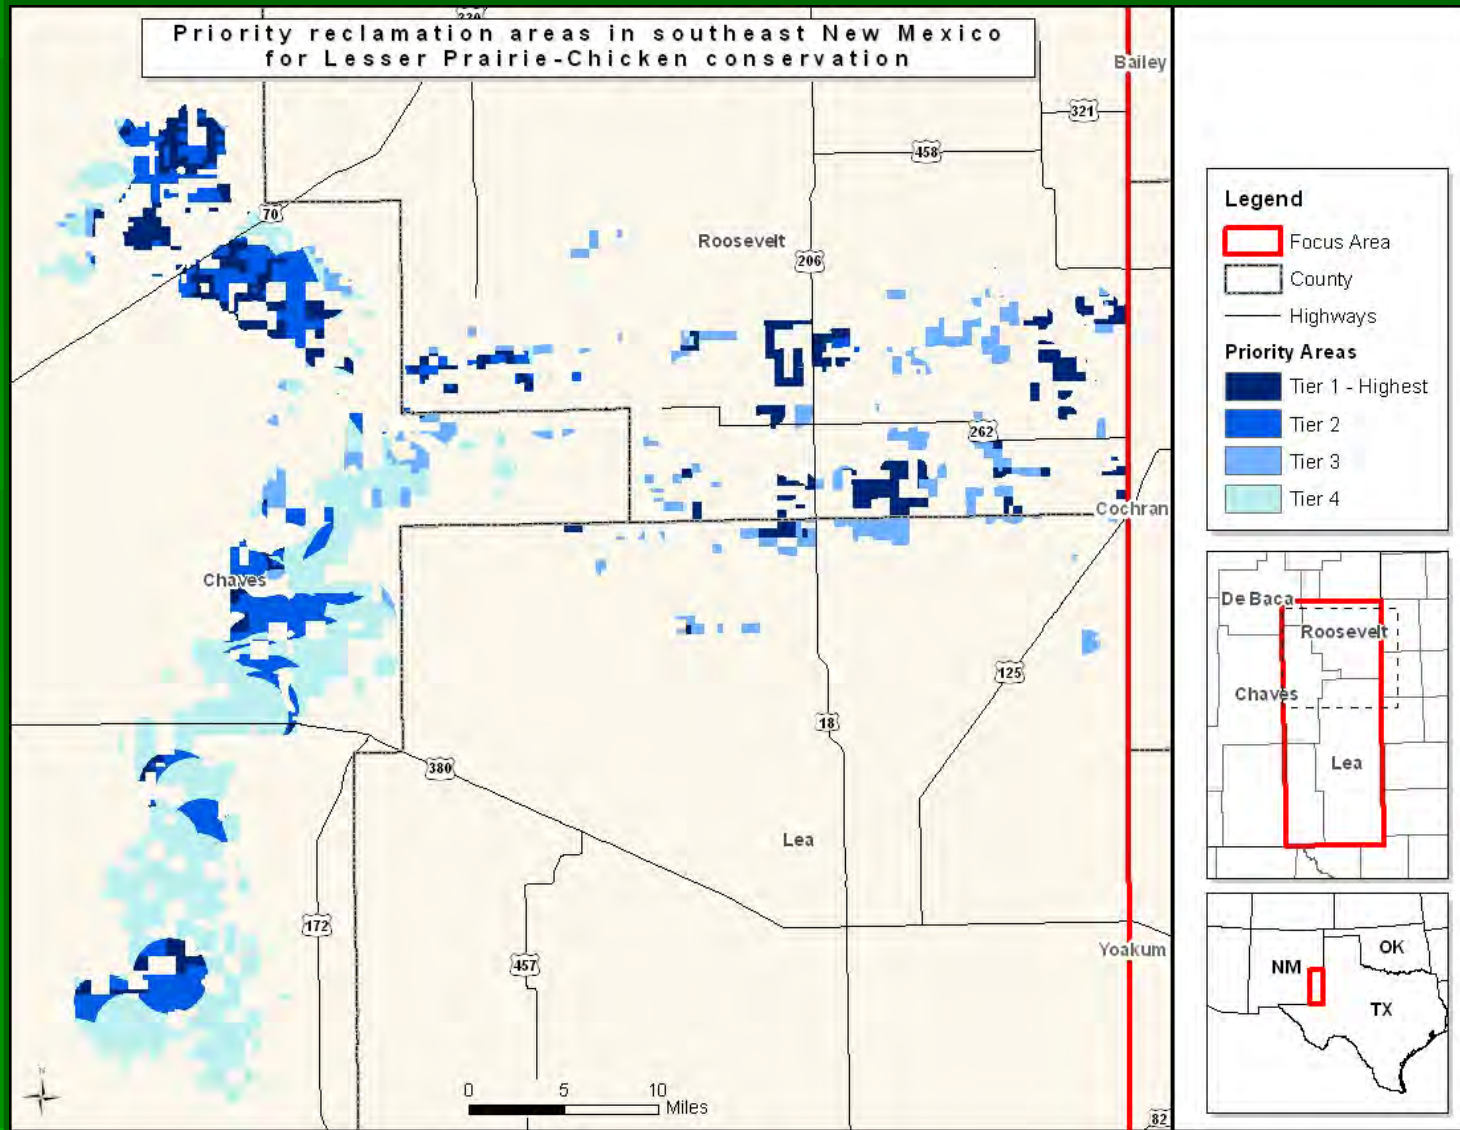 230
Priority reclamation areas in southeast New Mexico
for Lesser Prairie-Chicken conservation
Bailey
321
458
70
Roosevelt
206
262
Cochran
Chaves
125
18
380
Lea
172
457
Yoakum
0 5 10
Miles
82
N
Legend
Focus Area
County
Highways
Priority Areas
Tier 1 - Highest
Tier 2
Tier 3
Tier 4
De Baca
Roosevelt
Chaves
Lea
NM
OK
TX